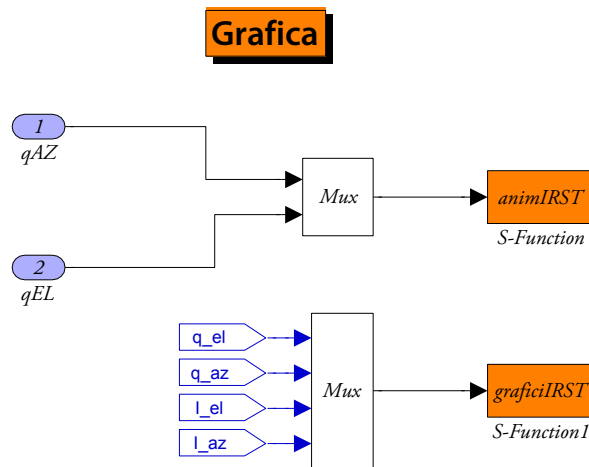 Grafica
1
qAZ
Mux
animIRST
S-Function
2
qEL
q_el
q_az
I_el
I_az
Mux
graficiIRST
S-Function1